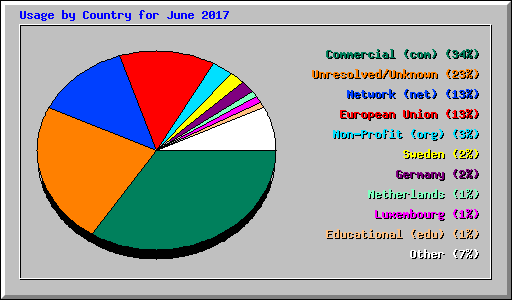 Usage by Country for June 2017
Commercial (com) (34%)
Unresolved/Unknown (23%)
Network (net) (13%)
European Union (13%)
Non-Profit (org) (3%)
Sweden (2%)
Germany (2%)
Netherlands (1%)
Luxembourg (1%)
Educational (edu) (1%)
Other (7%)